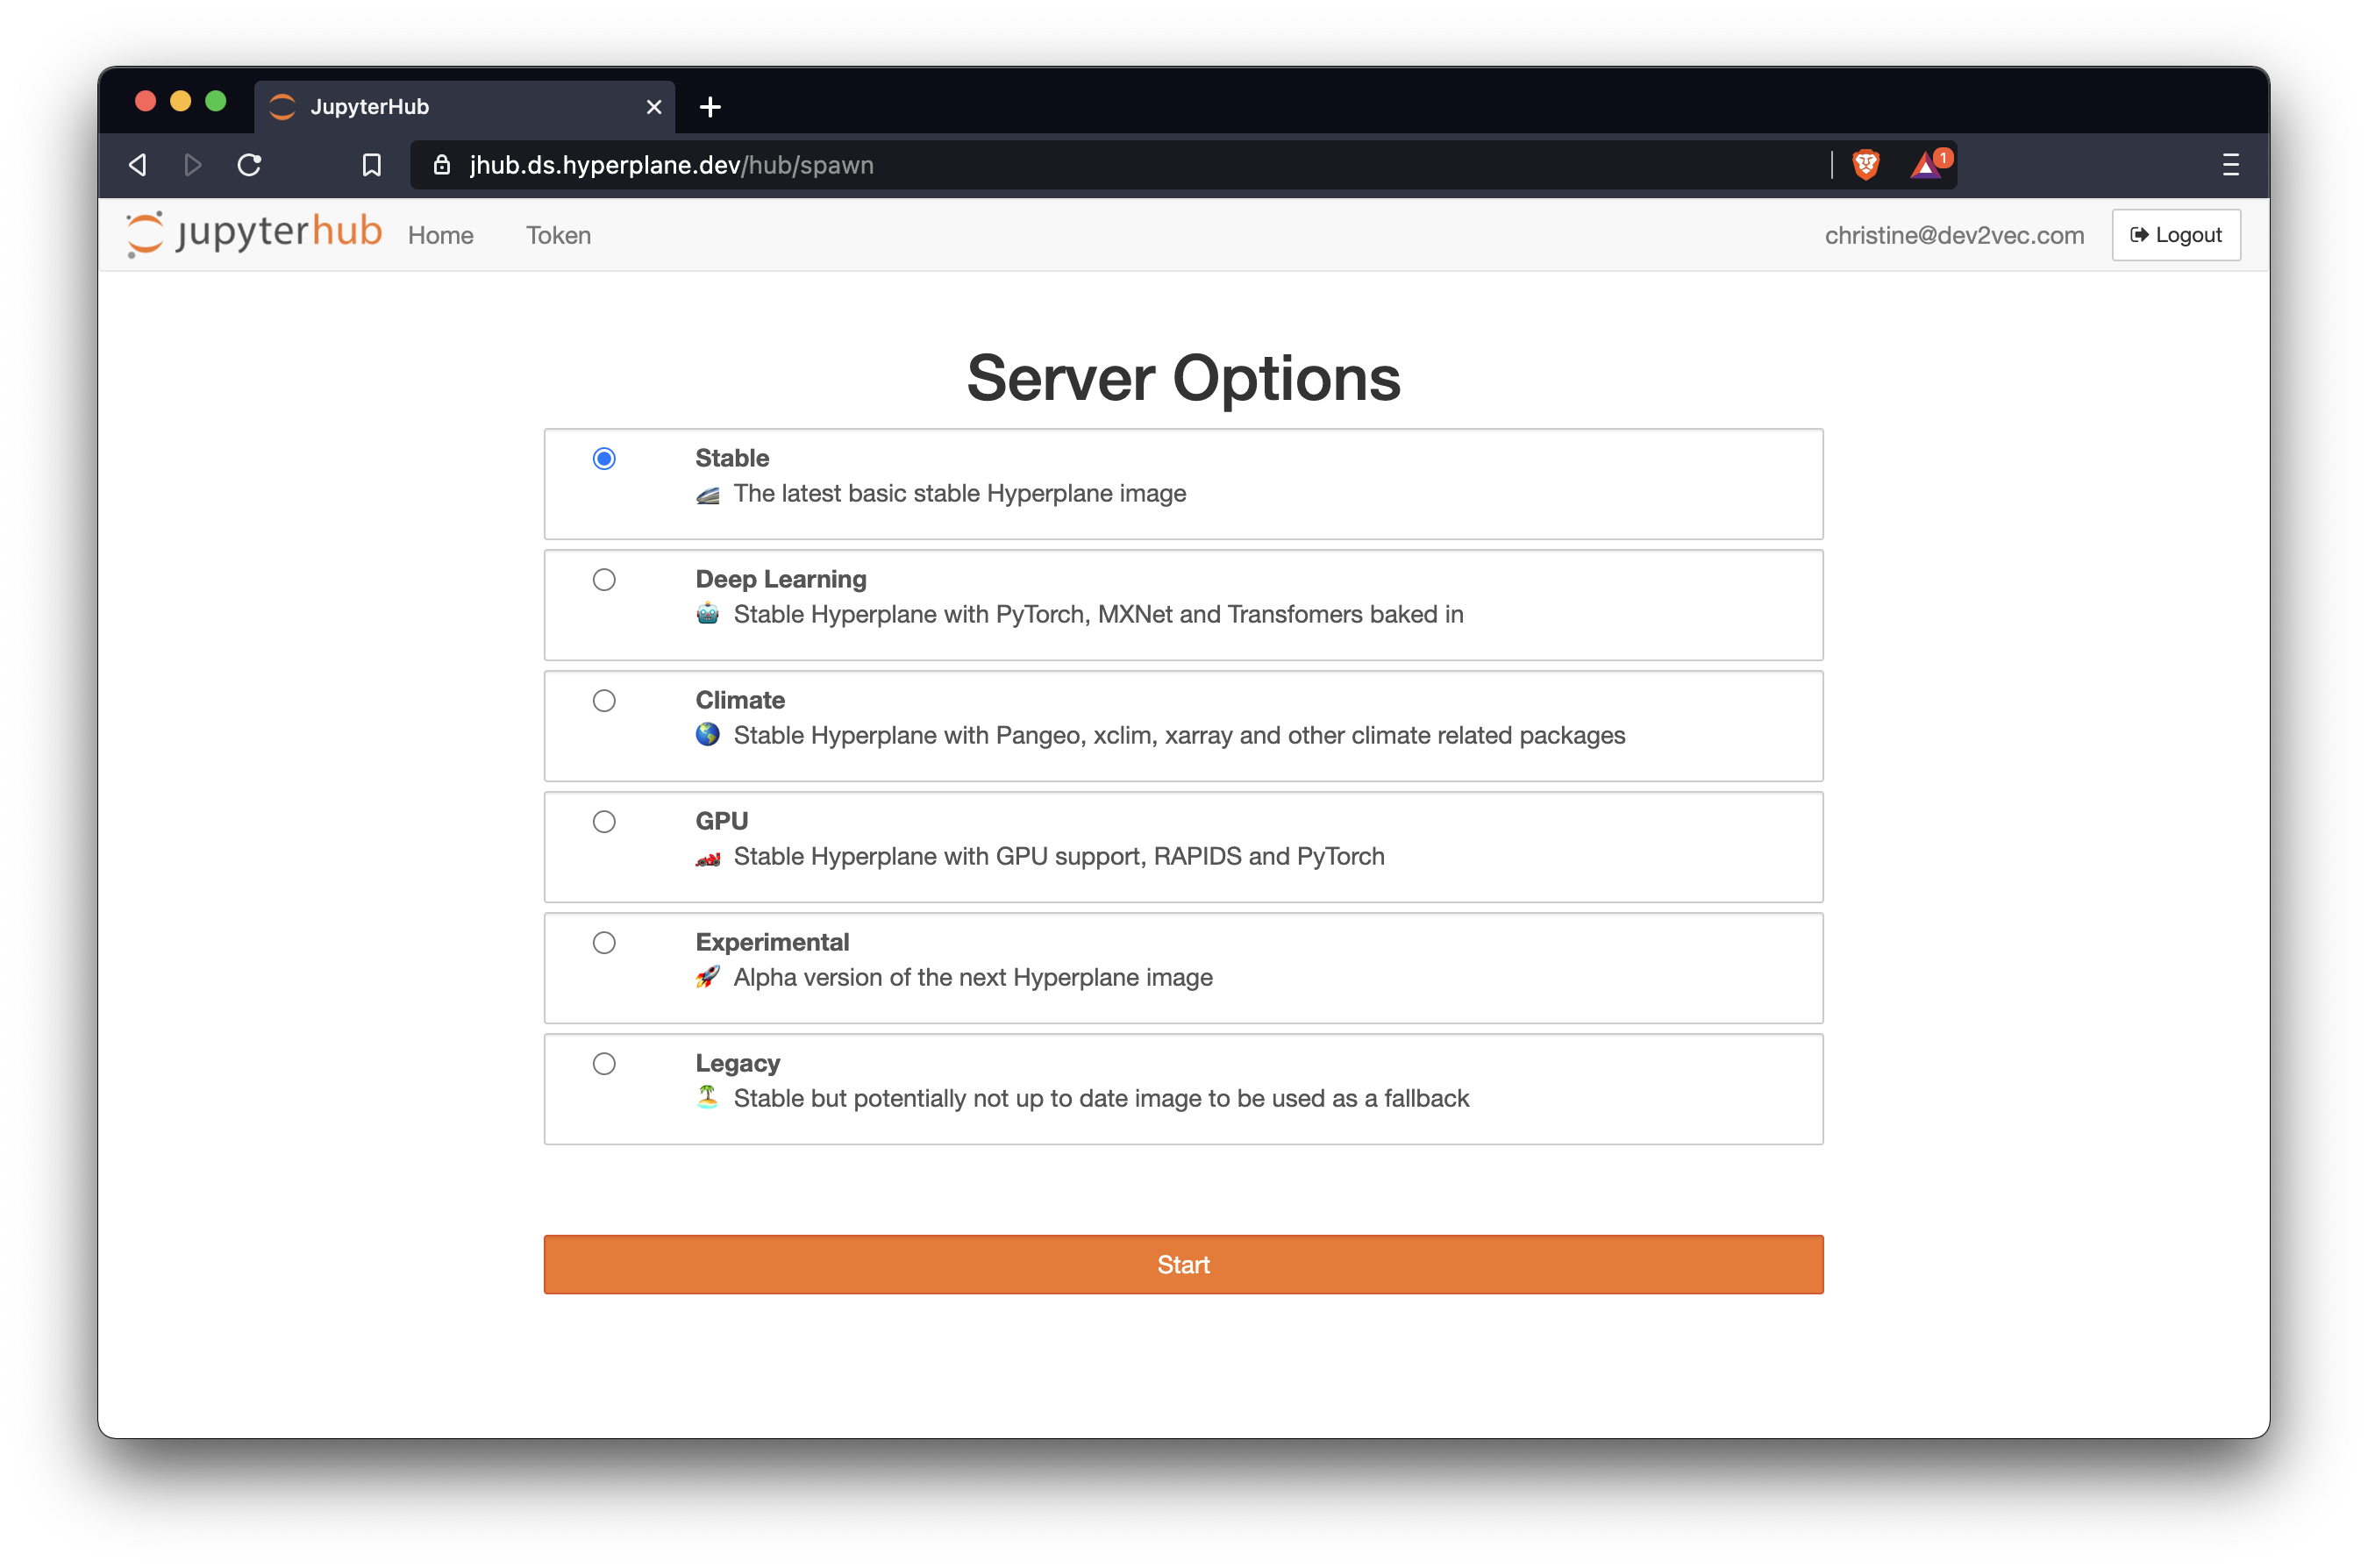 JupyterHub
jhub.ds.hyperplane.dev/hub/spawn
1
jupyterhub Home Token christine@dev2vec.com Logout
Server Options
Stable
The latest basic stable Hyperplane image
Deep Learning
Stable Hyperplane with PyTorch, MXNet and Transfomers baked in
Climate
Stable Hyperplane with Pangeo, xclim, xarray and other climate related packages
GPU
Stable Hyperplane with GPU support, RAPIDS and PyTorch
Experimental
Alpha version of the next Hyperplane image
Legacy
Stable but potentially not up to date image to be used as a fallback
Start